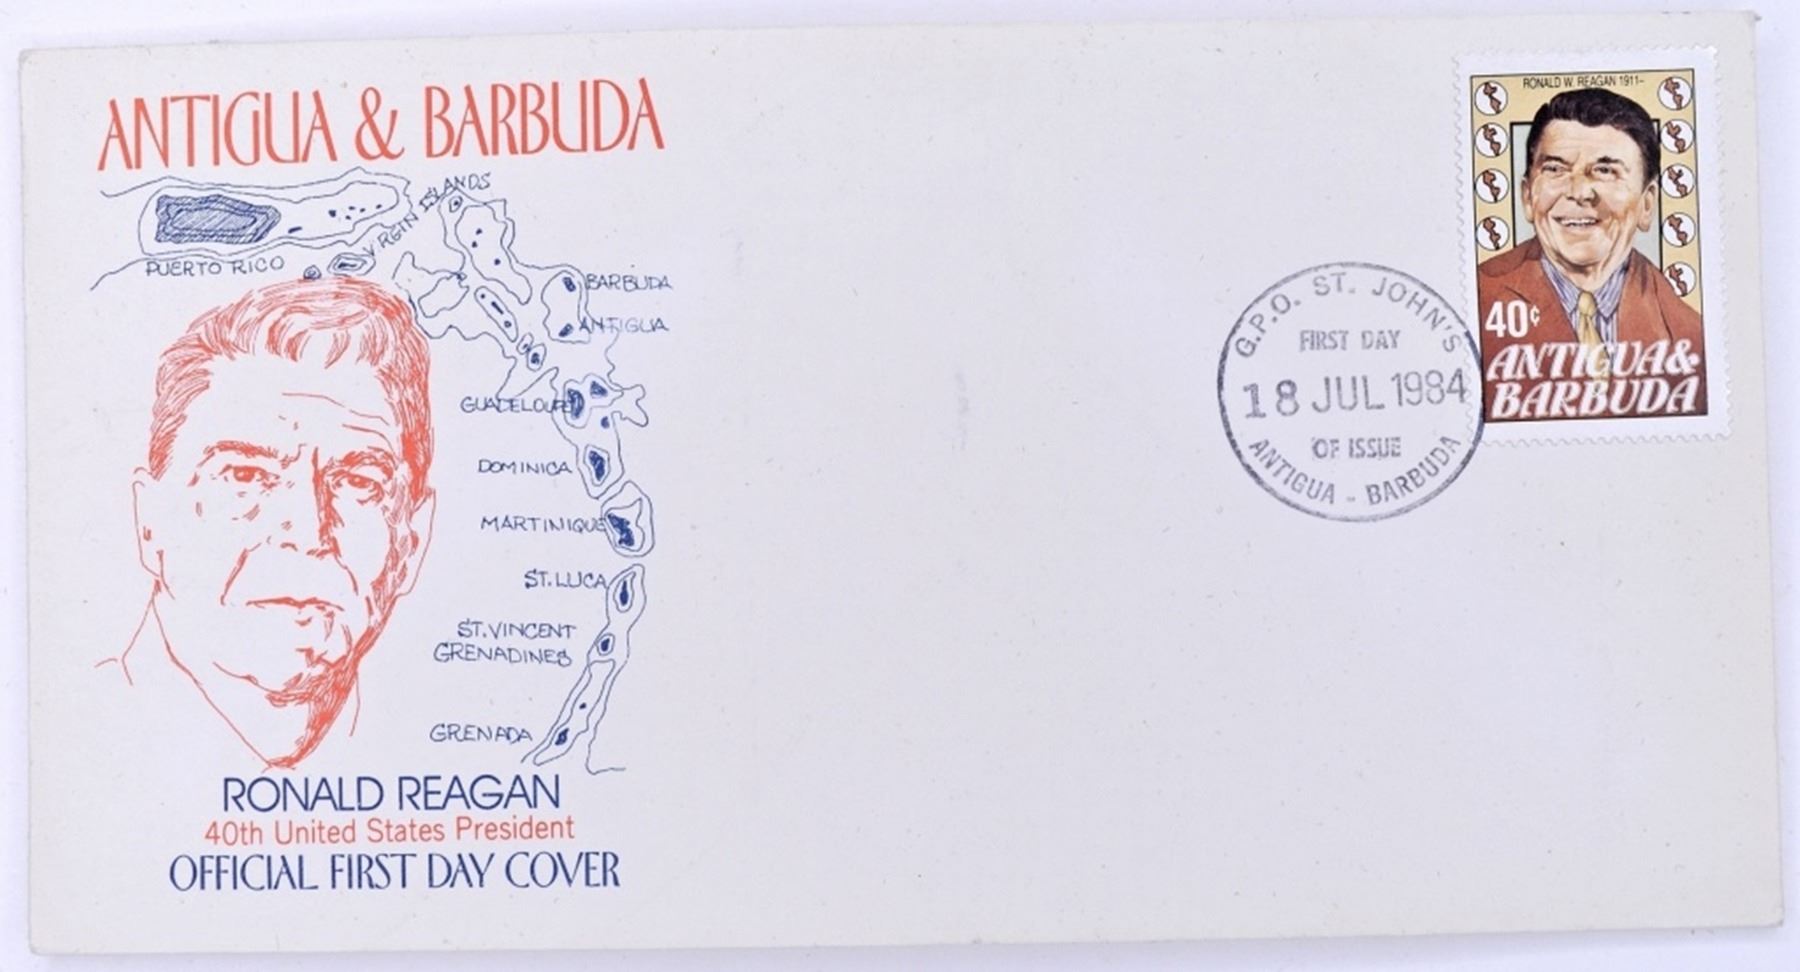 ANTIGUA & BARBUDA
PUERTO RICO
VIRGIN ISLANDS
BARBUDA
ANTIGUA
GUADELOUPE
DOMINICA
MARTINIQUE
ST. LUCA
ST. VINCENT
GRENADINES
GRENADA
RONALD REAGAN
40th United States President
OFFICIAL FIRST DAY COVER
G.P.O. ST. JOHN'S
FIRST DAY
18 JUL 1984
OF ISSUE
ANTIGUA - BARBUDA
RONALD W. REAGAN 1911-
40¢
ANTIGUA &
BARBUDA